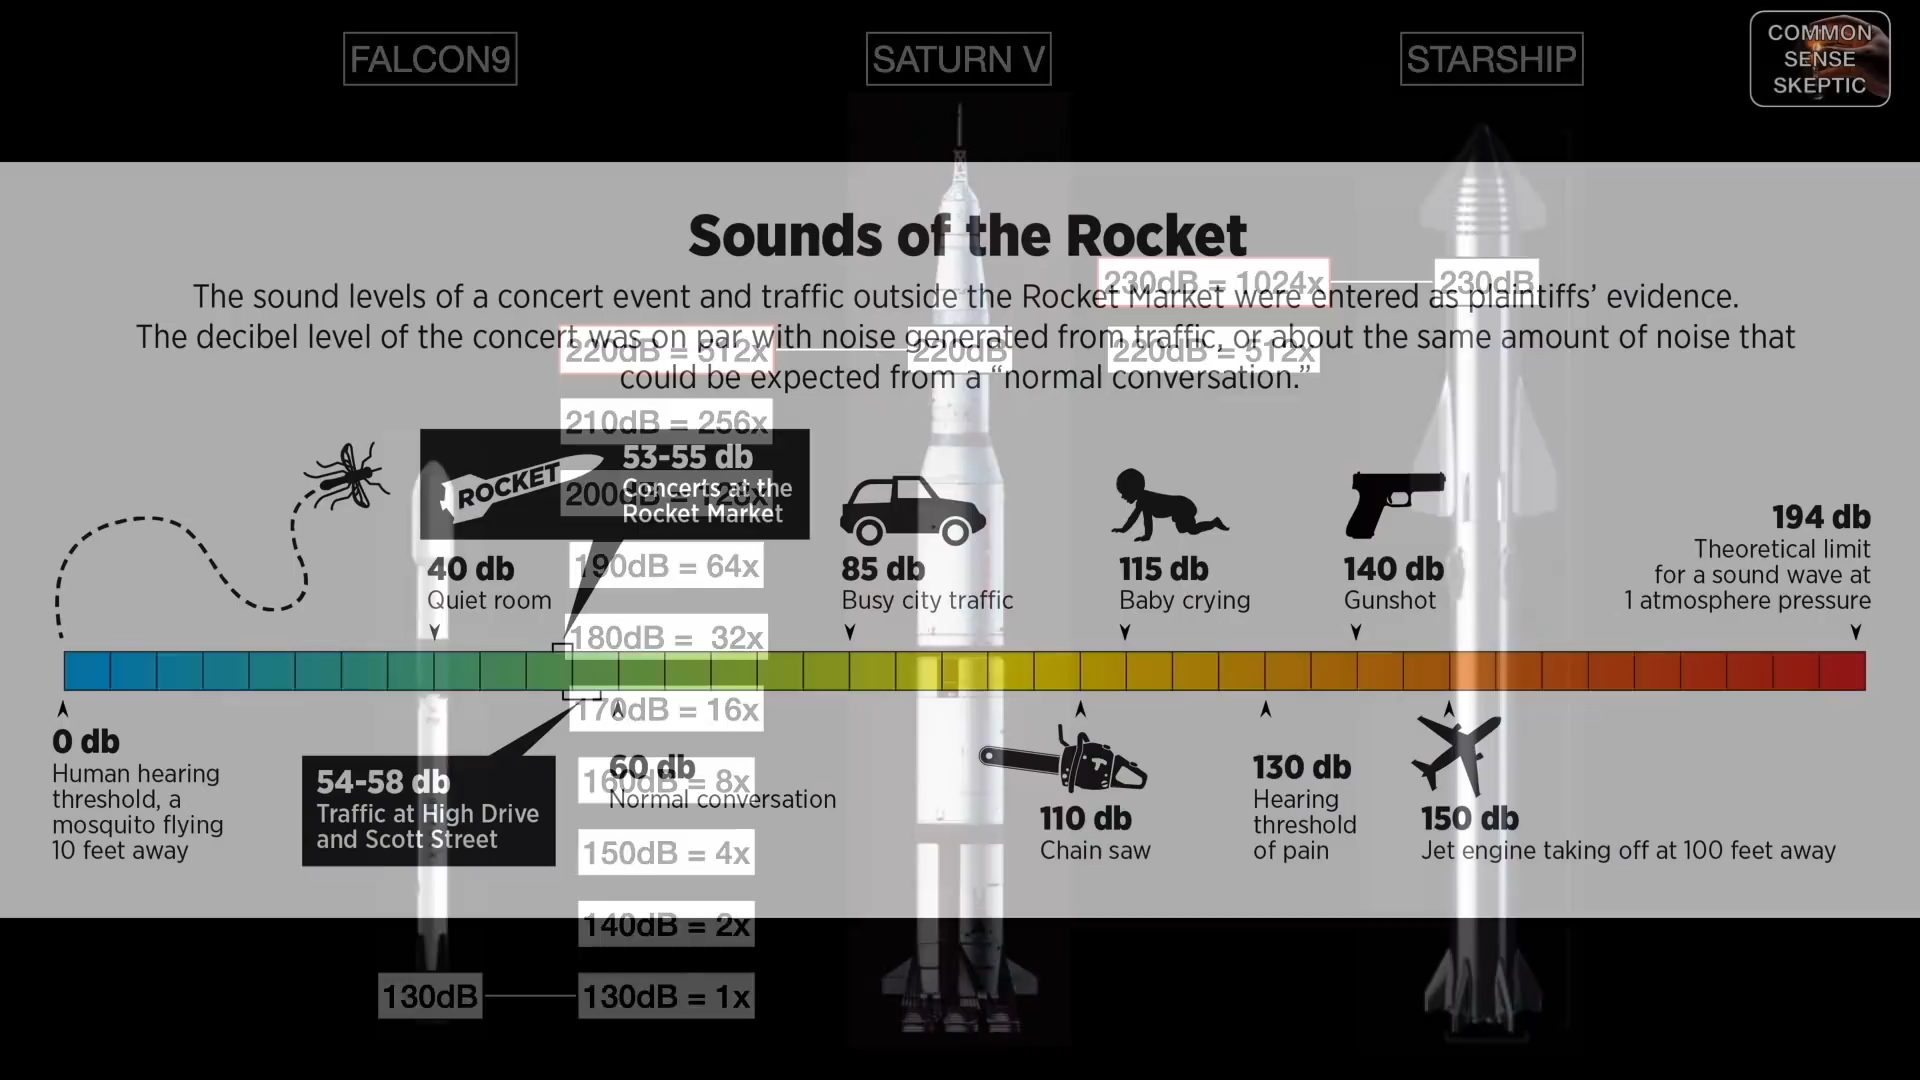 FALCON9
SATURN V
STARSHIP
COMMON
SENSE
SKEPTIC
Sounds of the Rocket
The sound levels of a concert event and traffic outside the Rocket Market were entered as plaintiffs’ evidence.
The decibel level of the concert was on par with noise generated from traffic, or about the same amount of noise that
could be expected from a “normal conversation.”
230dB = 1024x
230dB
220dB = 512x
220dB
220dB = 512x
210dB = 256x
200dB = 128x
190dB = 64x
180dB = 32x
170dB = 16x
160dB = 8x
150dB = 4x
140dB = 2x
130dB
130dB = 1x
ROCKET
53-55 db
Concerts at the
Rocket Market
40 db
Quiet room
85 db
Busy city traffic
115 db
Baby crying
140 db
Gunshot
194 db
Theoretical limit
for a sound wave at
1 atmosphere pressure
0 db
Human hearing
threshold, a
mosquito flying
10 feet away
54-58 db
Traffic at High Drive
and Scott Street
60 db
Normal conversation
110 db
Chain saw
130 db
Hearing
threshold
of pain
150 db
Jet engine taking off at 100 feet away